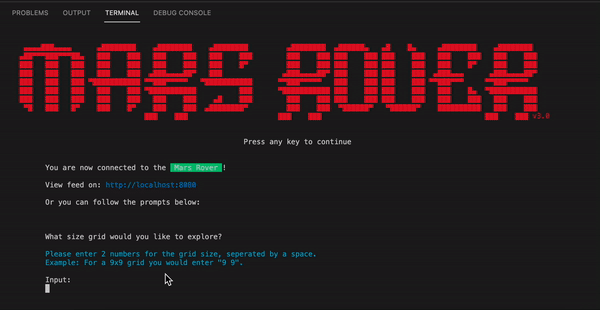 PROBLEMS OUTPUT TERMINAL DEBUG CONSOLE
MARS ROVER v3.0
Press any key to continue
You are now connected to the Mars Rover !
View feed on: http://localhost:8080
Or you can follow the prompts below:
What size grid would you like to explore?
Please enter 2 numbers for the grid size, seperated by a space.
Example: For a 9x9 grid you would enter "9 9".
Input: